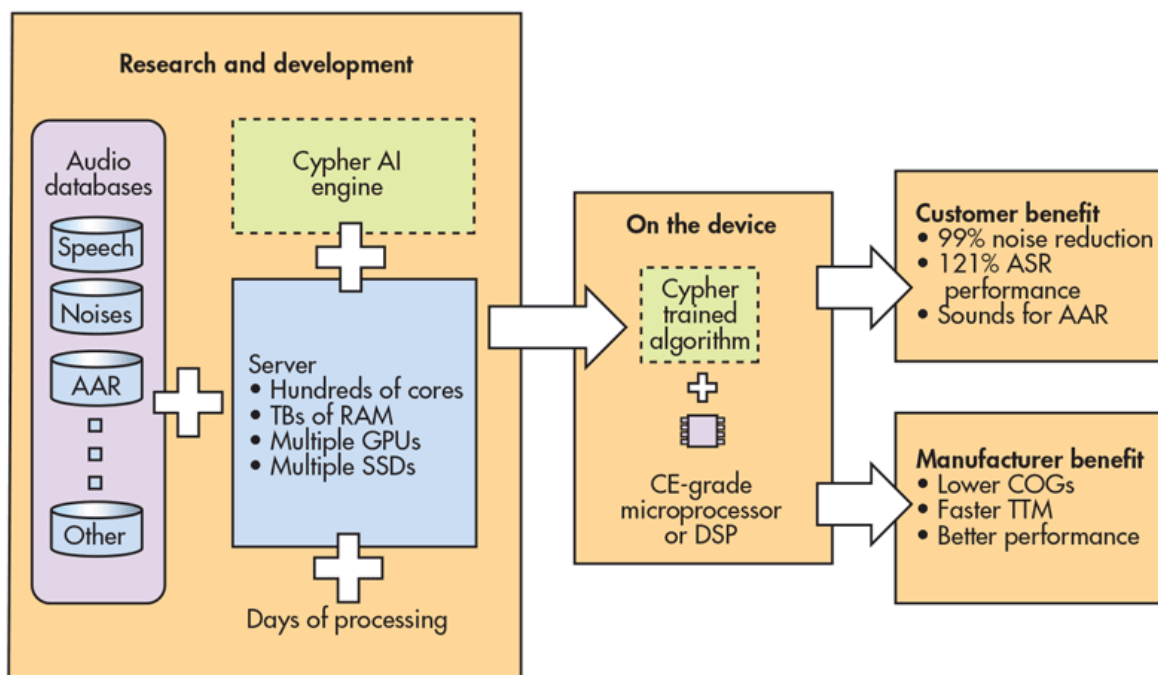 Research and development
Audio
databases
Speech
Noises
AAR
Other
Cypher AI
engine
Server
• Hundreds of cores
• TBs of RAM
• Multiple GPUs
• Multiple SSDs
Days of processing
On the device
Cypher
trained
algorithm
CE-grade
microprocessor
or DSP
Customer benefit
• 99% noise reduction
• 121% ASR
performance
• Sounds for AAR
Manufacturer benefit
• Lower COGs
• Faster TTM
• Better performance